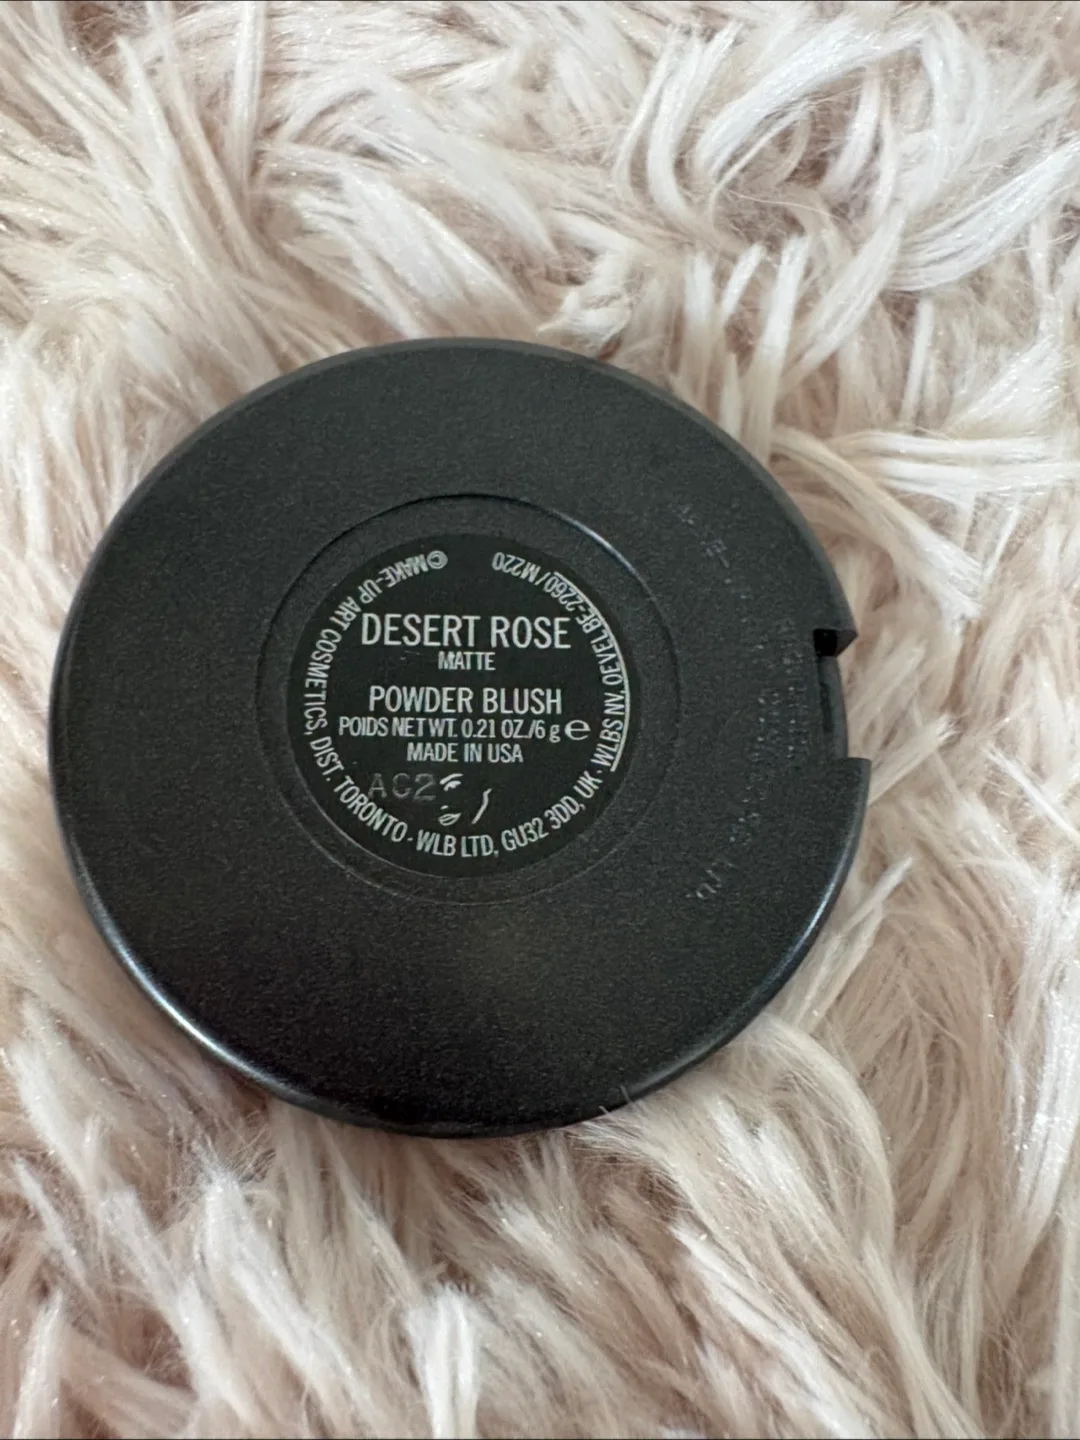 DESERT ROSE
MATTE
POWDER BLUSH
POIDS NET WT. 0.21 OZ./6 g ℮
MADE IN USA
AC2
©MAKE-UP ART COSMETICS, DIST. TORONTO - WLB LTD, GU32 3DD, UK - WLBS NV, OEVEL BE-2260/ M220